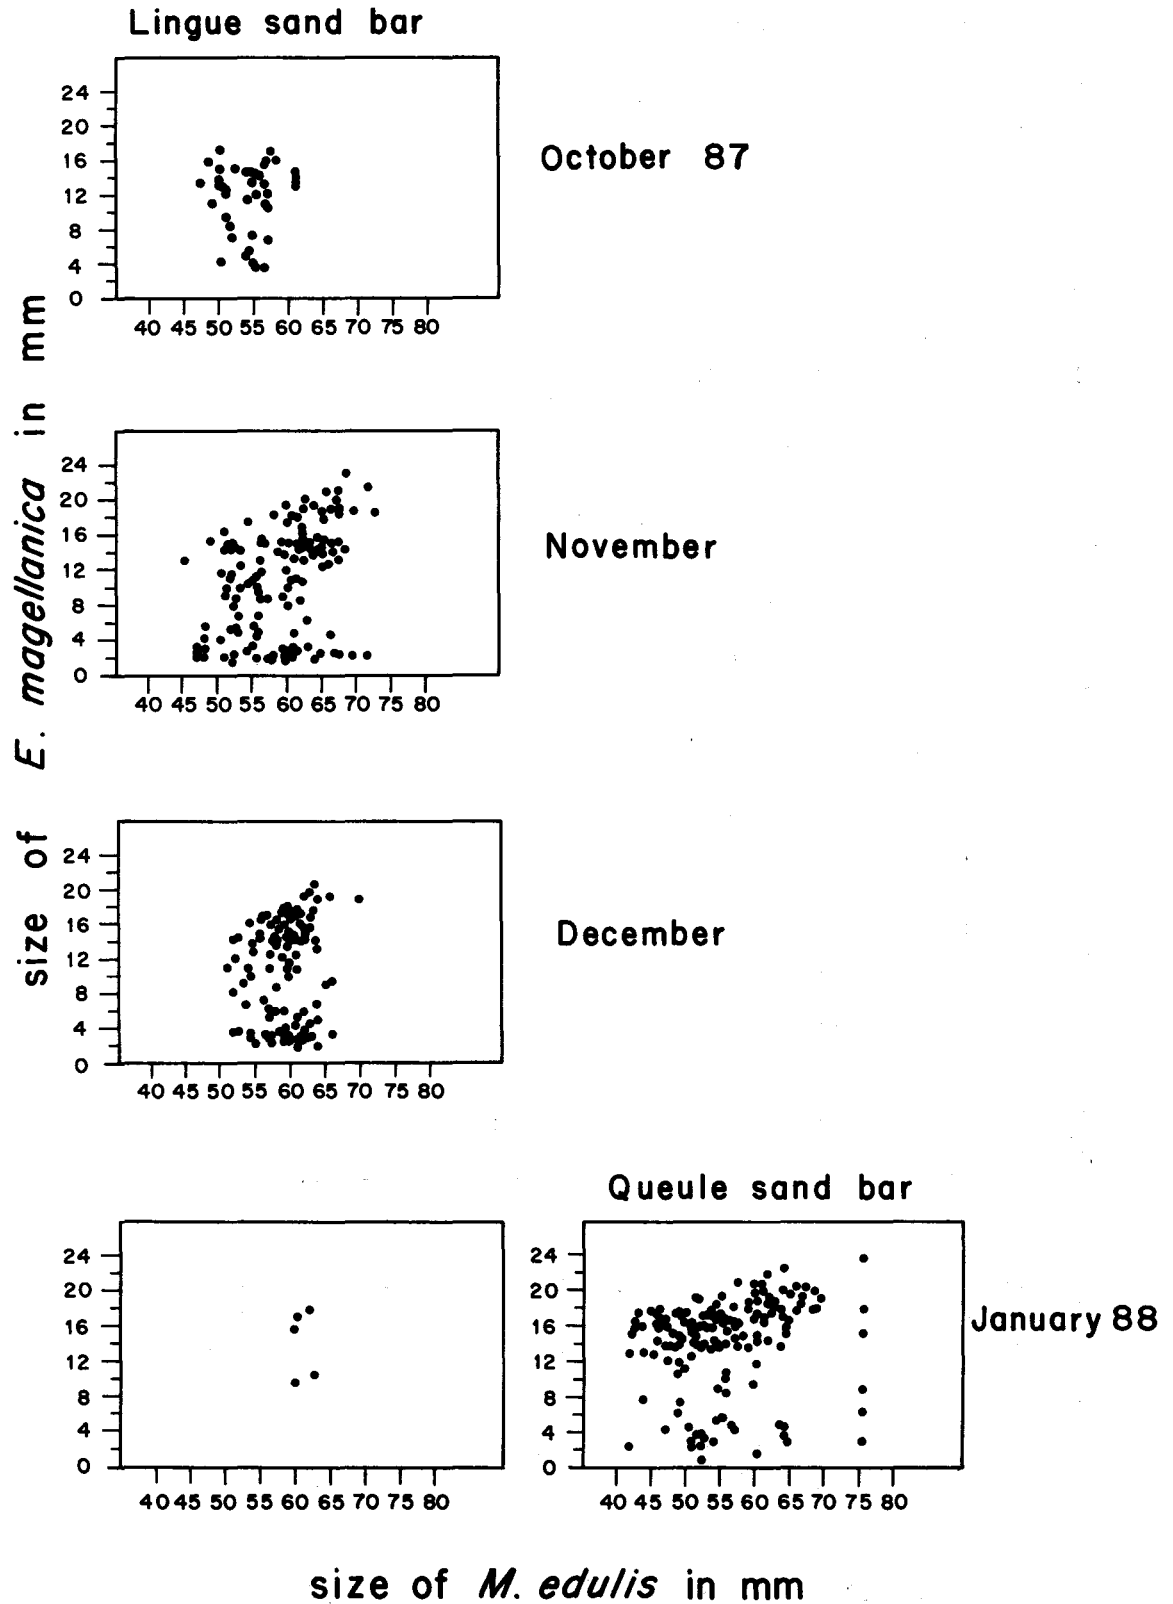 Lingue sand bar
24
20
16
12
8
4
0
40 45 50 55 60 65 70 75 80
October 87
24
20
16
12
8
4
0
40 45 50 55 60 65 70 75 80
November
24
20
16
12
8
4
0
40 45 50 55 60 65 70 75 80
December
24
20
16
12
8
4
0
40 45 50 55 60 65 70 75 80
Queule sand bar
24
20
16
12
8
4
0
40 45 50 55 60 65 70 75 80
January 88
size of E. magellanica in mm
size of M. edulis in mm